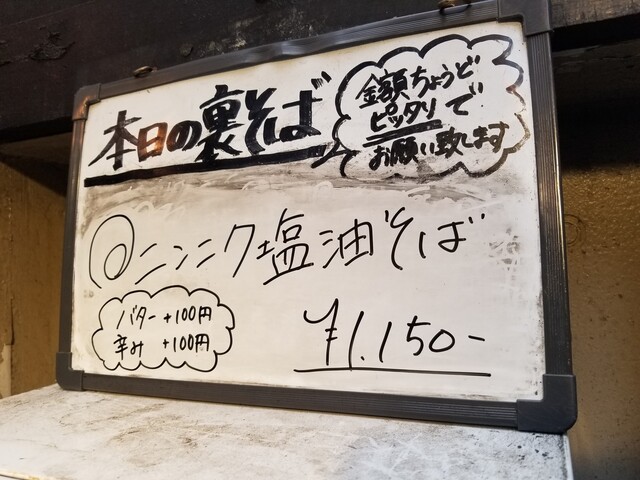 本日の裏そば
金額ちょうど
ピッタリで
お願い致します
◎ニンニク塩油そば
バター +100円
辛み +100円
¥1.150-